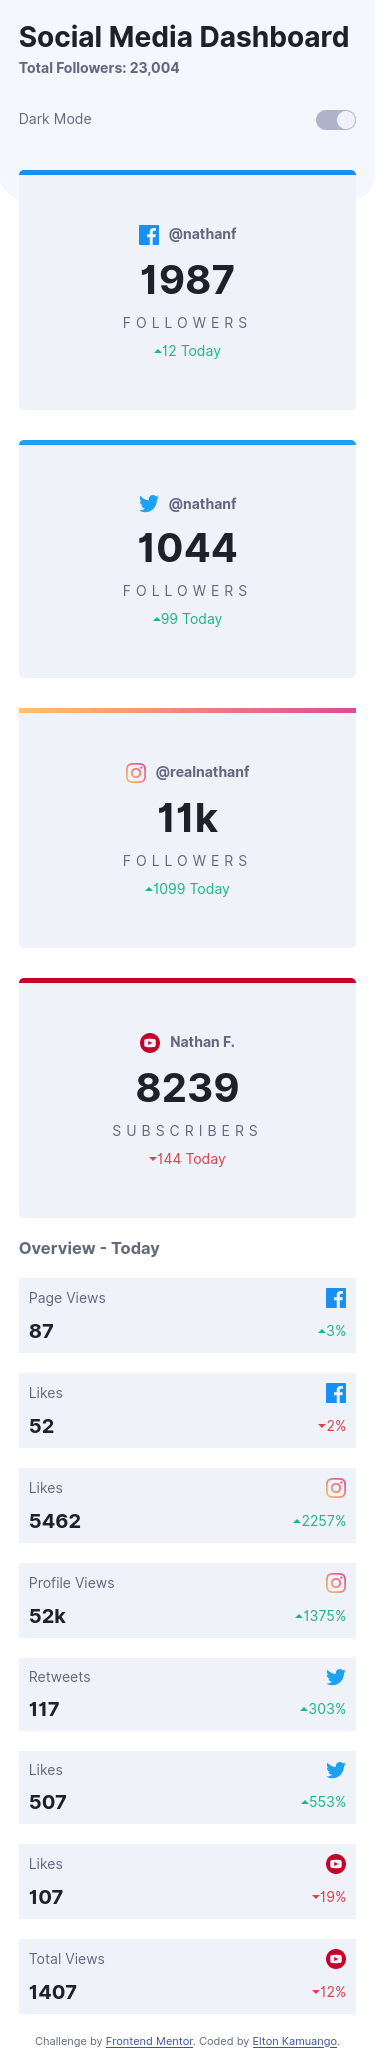 Social Media Dashboard
Total Followers: 23,004
Dark Mode
@nathanf
1987
FOLLOWERS
12 Today
@nathanf
1044
FOLLOWERS
99 Today
@realnathanf
11k
FOLLOWERS
1099 Today
Nathan F.
8239
SUBSCRIBERS
144 Today
Overview - Today
Page Views
87 3%
Likes
52 2%
Likes
5462 2257%
Profile Views
52k 1375%
Retweets
117 303%
Likes
507 553%
Likes
107 19%
Total Views
1407 12%
Challenge by Frontend Mentor. Coded by Elton Kamuango.